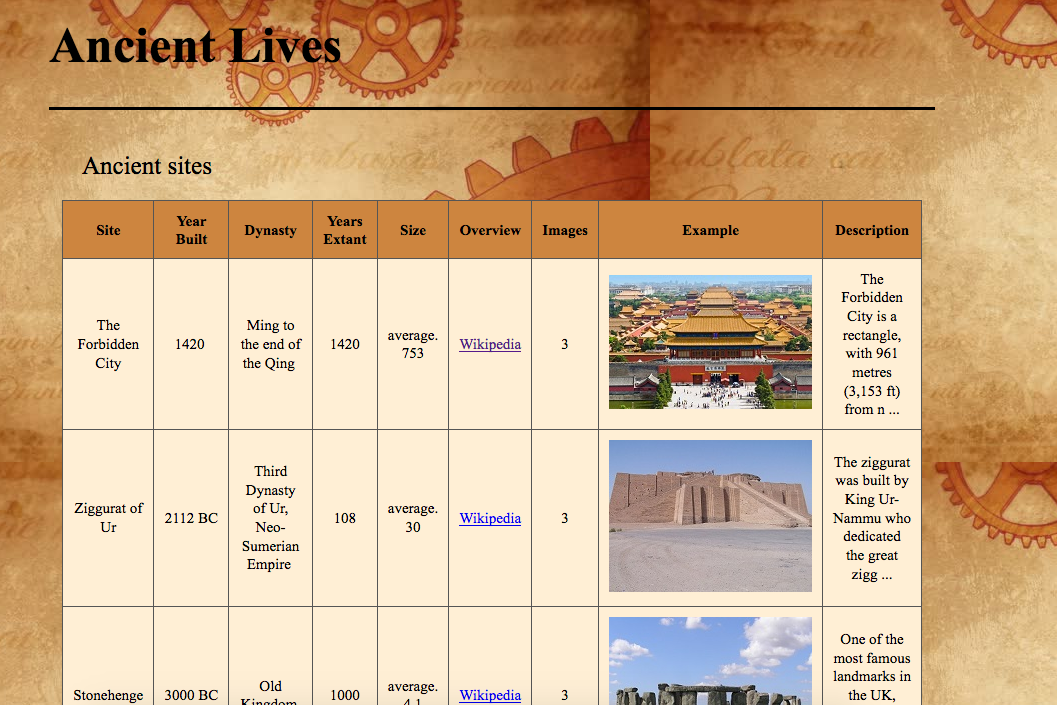 Ancient Lives
Ancient sites
Site
Year
Built
Dynasty
Years
Extant
Size
Overview
Images
Example
Description
The
Forbidden
City
1420
Ming to
the end of
the Qing
1420
average.
753
Wikipedia
3
The
Forbidden
City is a
rectangle,
with 961
metres
(3,153 ft)
from n ...
Ziggurat of
Ur
2112 BC
Third
Dynasty
of Ur,
Neo-
Sumerian
Empire
108
average.
30
Wikipedia
3
The ziggurat
was built by
King Ur-
Nammu who
dedicated
the great
zigg ...
Stonehenge
3000 BC
Old
Kingdom
1000
average.
4.1
Wikipedia
3
One of the
most famous
landmarks in
the UK,